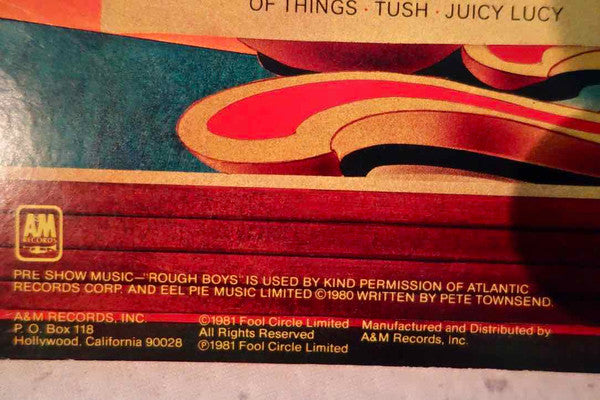 OF THINGS · TUSH · JUICY LUCY
A&M
RECORDS
PRE SHOW MUSIC—"ROUGH BOYS" IS USED BY KIND PERMISSION OF ATLANTIC
RECORDS CORP. AND EEL PIE MUSIC LIMITED ©1980 WRITTEN BY PETE TOWNSEND.
A&M RECORDS, INC.
P. O. Box 118
Hollywood, California 90028
©1981 Fool Circle Limited
All Rights Reserved
℗1981 Fool Circle Limited
Manufactured and Distributed by
A&M Records, Inc.